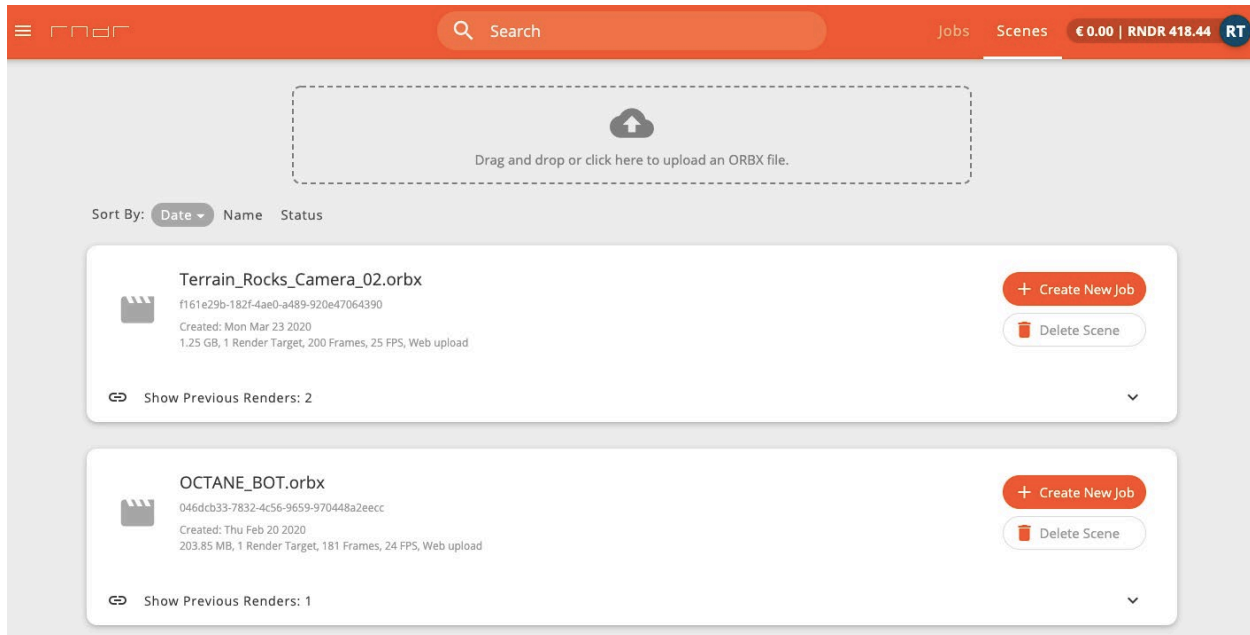 rndr
Search
Jobs
Scenes
€ 0.00 | RNDR 418.44
RT
Drag and drop or click here to upload an ORBX file.
Sort By: Date Name Status
Terrain_Rocks_Camera_02.orbx
f161e29b-182f-4ae0-a489-920e47064390
Created: Mon Mar 23 2020
1.25 GB, 1 Render Target, 200 Frames, 25 FPS, Web upload
+ Create New Job
Delete Scene
Show Previous Renders: 2
OCTANE_BOT.orbx
046dcb33-7832-4c56-9659-970448a2eecc
Created: Thu Feb 20 2020
203.85 MB, 1 Render Target, 181 Frames, 24 FPS, Web upload
+ Create New Job
Delete Scene
Show Previous Renders: 1